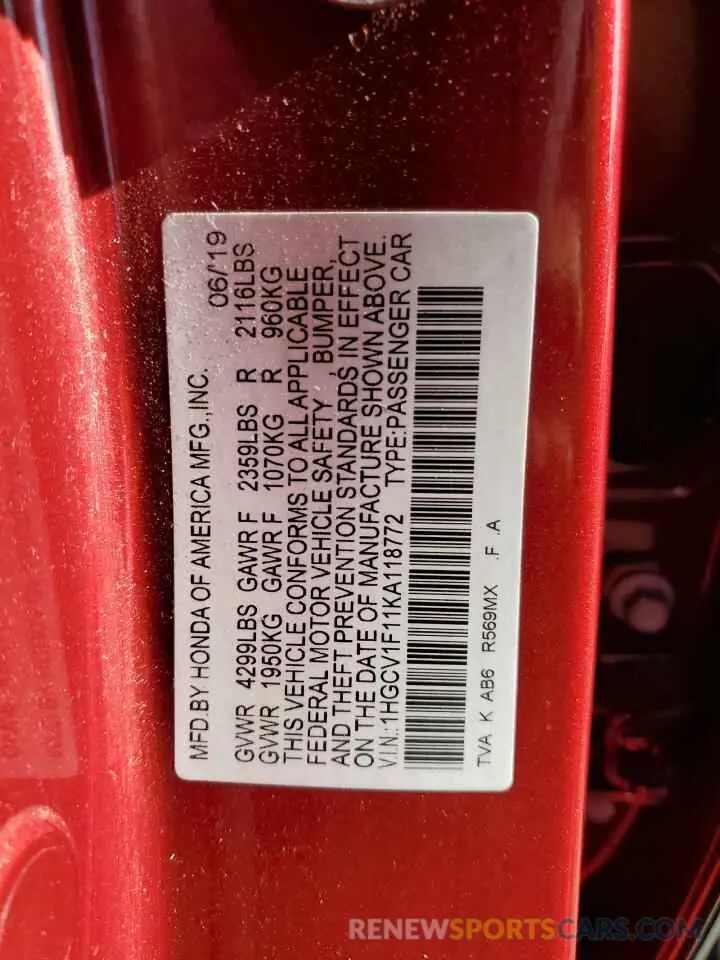 MFD.BY HONDA OF AMERICA MFG.,INC. 06/19
GVWR 4299LBS GAWR F 2359LBS R 2116LBS
GVWR 1950KG GAWR F 1070KG R 960KG
THIS VEHICLE CONFORMS TO ALL APPLICABLE
FEDERAL MOTOR VEHICLE SAFETY , BUMPER,
AND THEFT PREVENTION STANDARDS IN EFFECT
ON THE DATE OF MANUFACTURE SHOWN ABOVE.
V.I.N.:1HGCV1F11KA118772 TYPE:PASSENGER CAR
TVA K AB6 R569MX .F .A
RENEWSPORTSCARS.COM